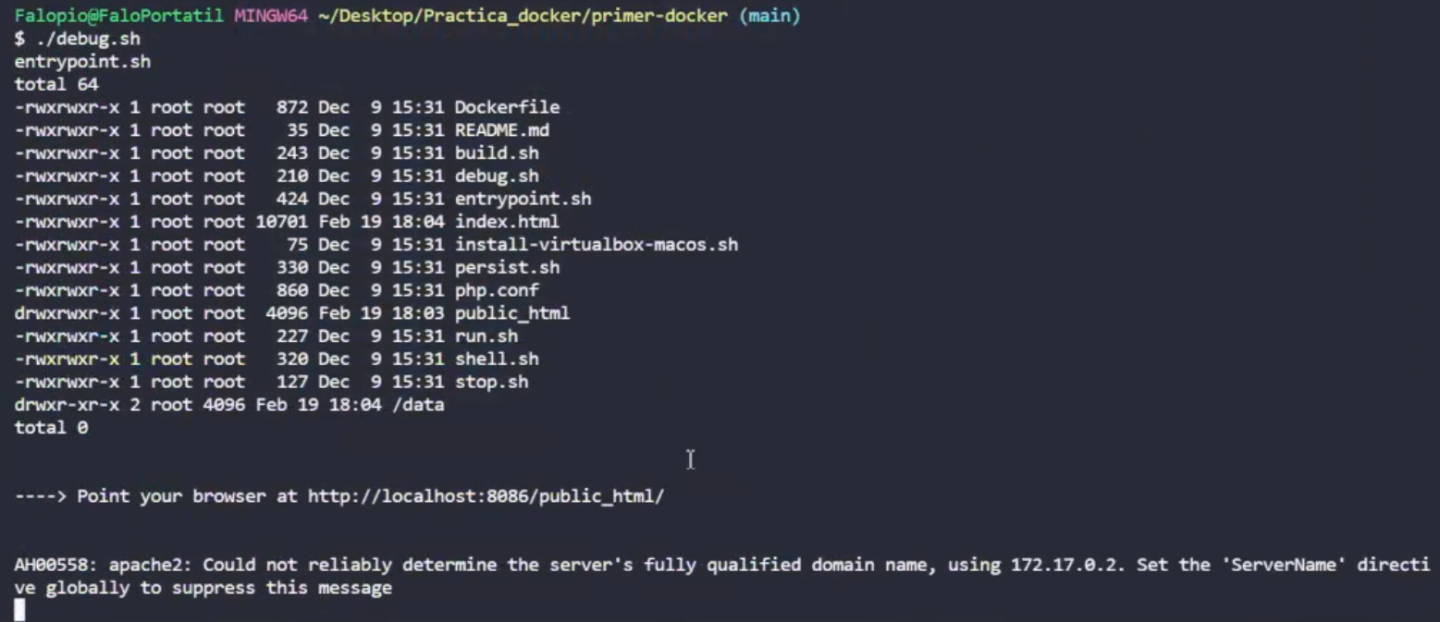 Falopio@FaloPortatil MINGW64 ~/Desktop/Practica_docker/primer-docker (main)
$ ./debug.sh
entrypoint.sh
total 64
-rwxrwxr-x 1 root root   872 Dec  9 15:31 Dockerfile
-rwxrwxr-x 1 root root    35 Dec  9 15:31 README.md
-rwxrwxr-x 1 root root   243 Dec  9 15:31 build.sh
-rwxrwxr-x 1 root root   210 Dec  9 15:31 debug.sh
-rwxrwxr-x 1 root root   424 Dec  9 15:31 entrypoint.sh
-rwxrwxr-x 1 root root 10701 Feb 19 18:04 index.html
-rwxrwxr-x 1 root root    75 Dec  9 15:31 install-virtualbox-macos.sh
-rwxrwxr-x 1 root root   330 Dec  9 15:31 persist.sh
-rwxrwxr-x 1 root root   860 Dec  9 15:31 php.conf
drwxrwxr-x 1 root root  4096 Feb 19 18:03 public_html
-rwxrwxr-x 1 root root   227 Dec  9 15:31 run.sh
-rwxrwxr-x 1 root root   320 Dec  9 15:31 shell.sh
-rwxrwxr-x 1 root root   127 Dec  9 15:31 stop.sh
drwxr-xr-x 2 root 4096 Feb 19 18:04 /data
total 0
----> Point your browser at http://localhost:8086/public_html/
AH00558: apache2: Could not reliably determine the server's fully qualified domain name, using 172.17.0.2. Set the 'ServerName' directi
ve globally to suppress this message